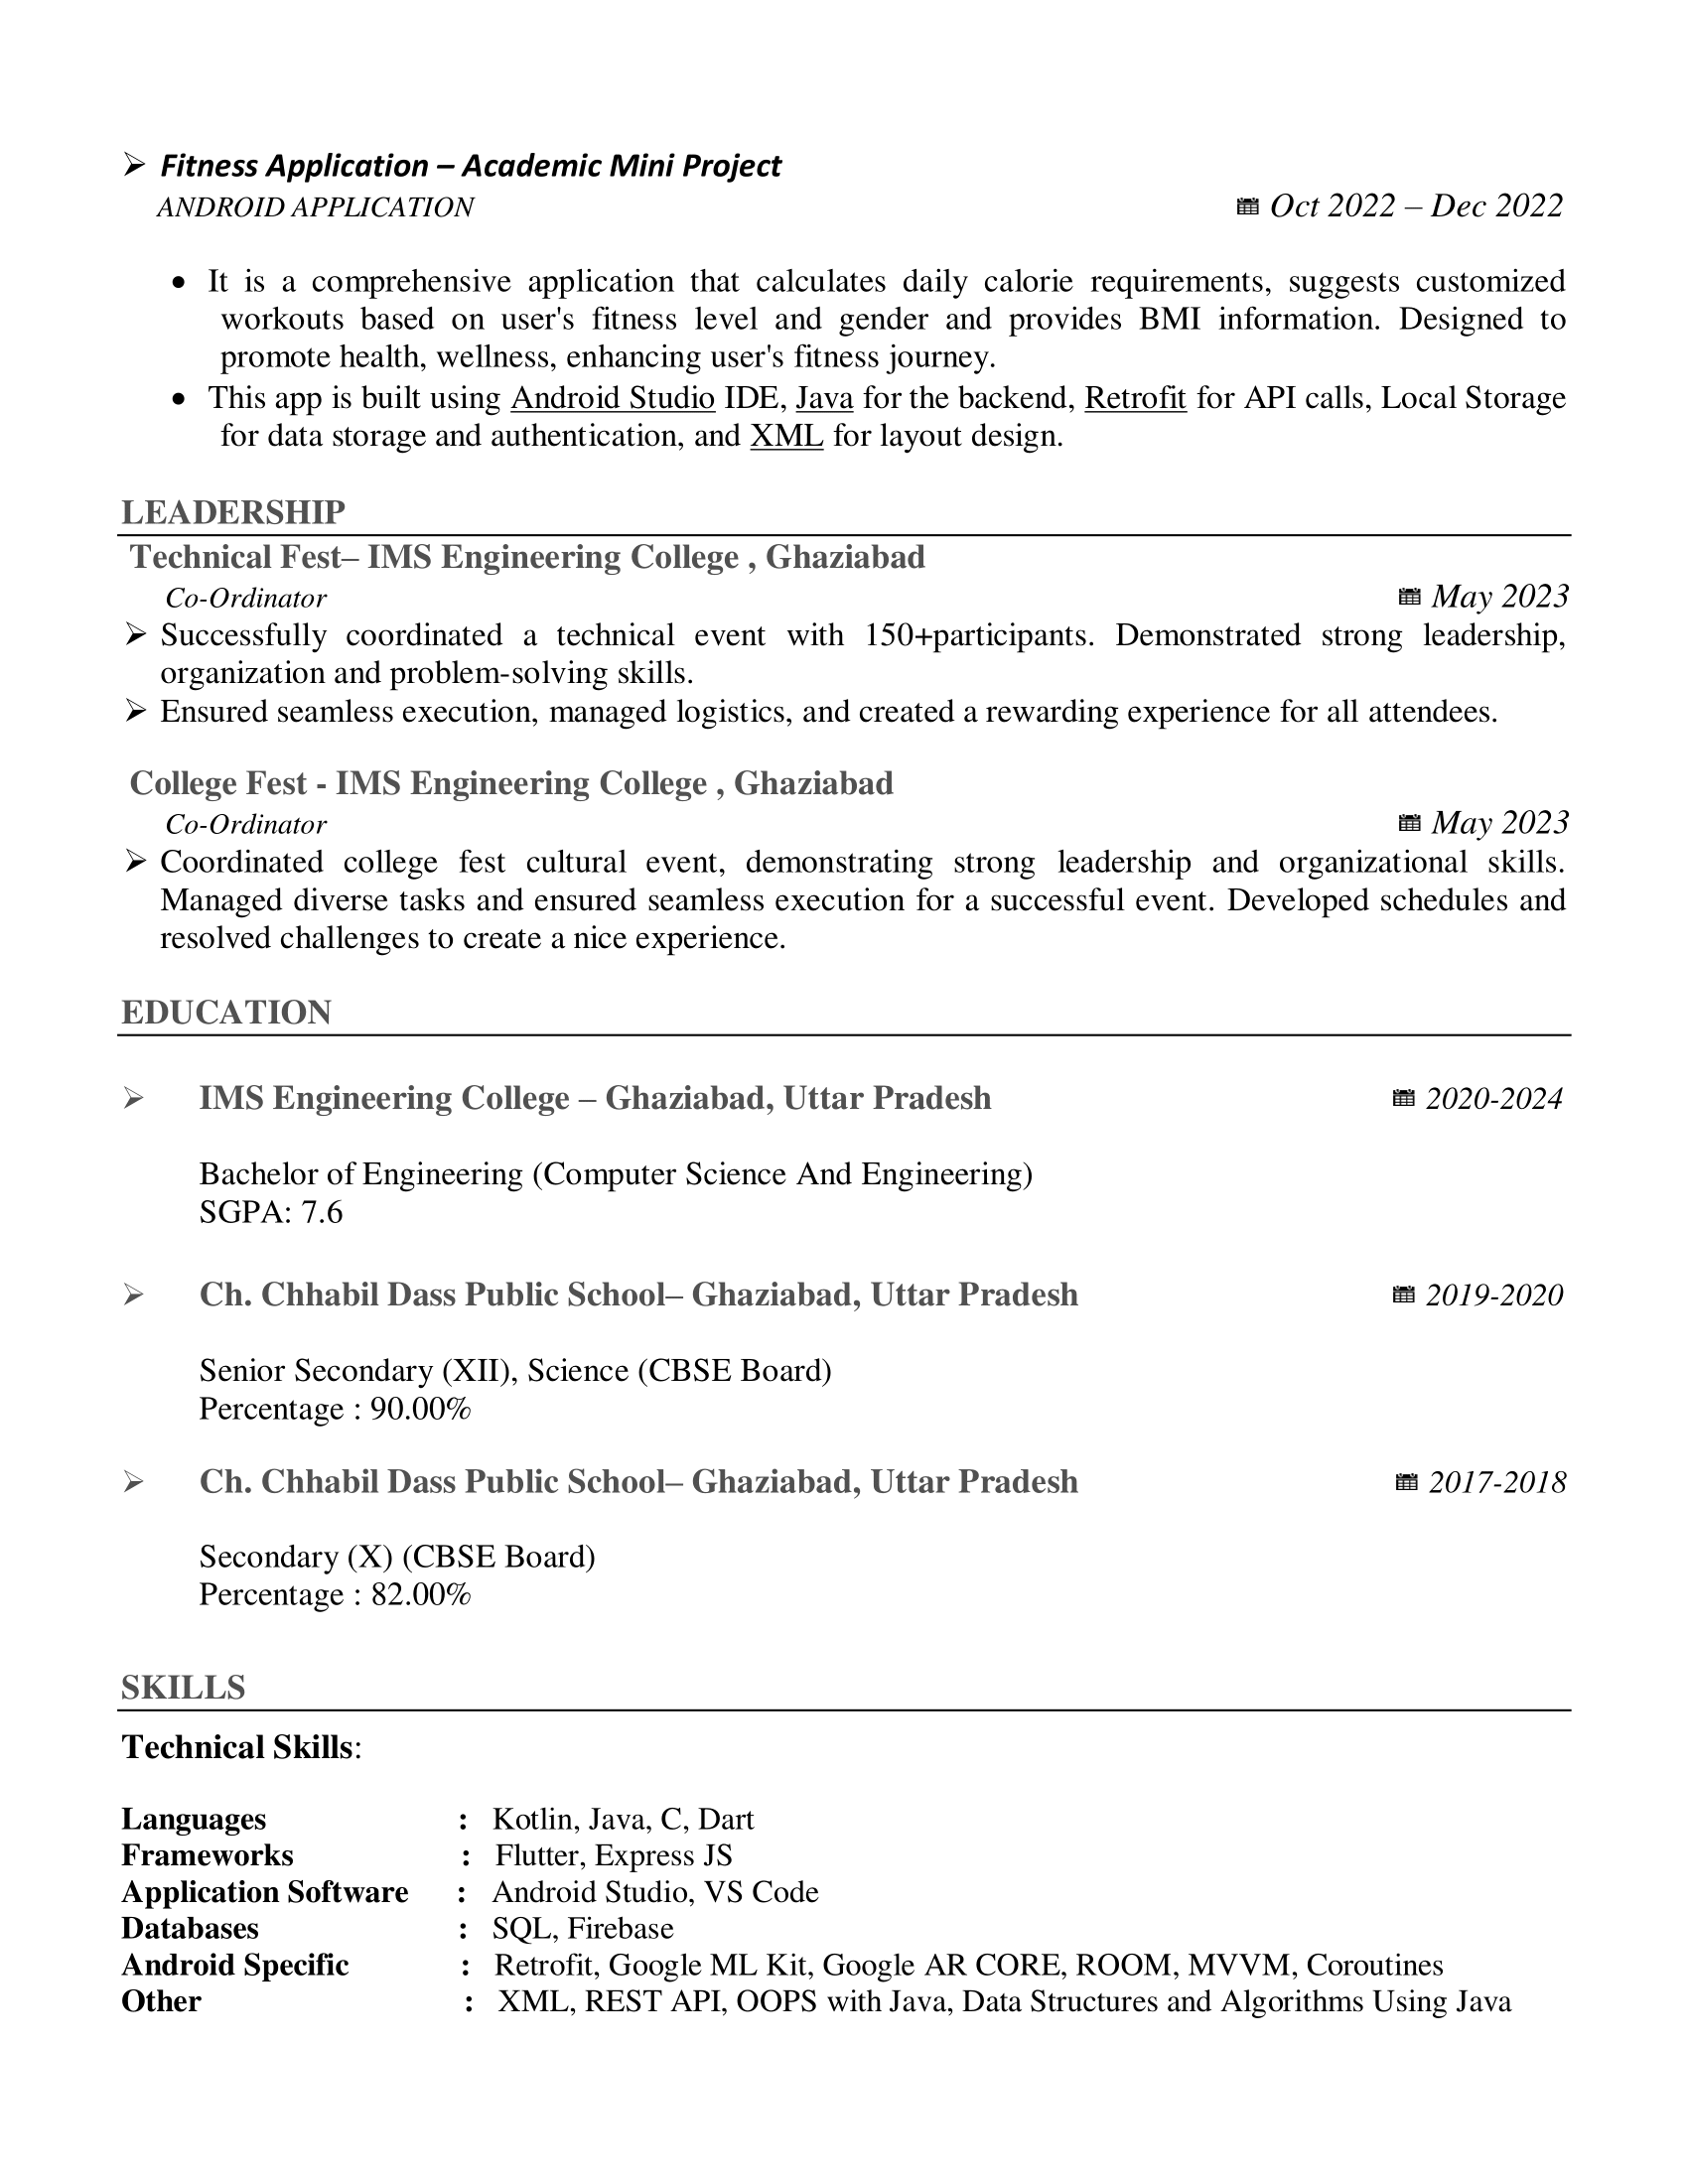 ➢ Fitness Application – Academic Mini Project
ANDROID APPLICATION Oct 2022 – Dec 2022
• It is a comprehensive application that calculates daily calorie requirements, suggests customized
workouts based on user's fitness level and gender and provides BMI information. Designed to
promote health, wellness, enhancing user's fitness journey.
• This app is built using Android Studio IDE, Java for the backend, Retrofit for API calls, Local Storage
for data storage and authentication, and XML for layout design.
LEADERSHIP
Technical Fest– IMS Engineering College , Ghaziabad
Co-Ordinator May 2023
➢ Successfully coordinated a technical event with 150+participants. Demonstrated strong leadership,
organization and problem-solving skills.
➢ Ensured seamless execution, managed logistics, and created a rewarding experience for all attendees.
College Fest - IMS Engineering College , Ghaziabad
Co-Ordinator May 2023
➢ Coordinated college fest cultural event, demonstrating strong leadership and organizational skills.
Managed diverse tasks and ensured seamless execution for a successful event. Developed schedules and
resolved challenges to create a nice experience.
EDUCATION
➢ IMS Engineering College – Ghaziabad, Uttar Pradesh 2020-2024
Bachelor of Engineering (Computer Science And Engineering)
SGPA: 7.6
➢ Ch. Chhabil Dass Public School– Ghaziabad, Uttar Pradesh 2019-2020
Senior Secondary (XII), Science (CBSE Board)
Percentage : 90.00%
➢ Ch. Chhabil Dass Public School– Ghaziabad, Uttar Pradesh 2017-2018
Secondary (X) (CBSE Board)
Percentage : 82.00%
SKILLS
Technical Skills:
Languages : Kotlin, Java, C, Dart
Frameworks : Flutter, Express JS
Application Software : Android Studio, VS Code
Databases : SQL, Firebase
Android Specific : Retrofit, Google ML Kit, Google AR CORE, ROOM, MVVM, Coroutines
Other : XML, REST API, OOPS with Java, Data Structures and Algorithms Using Java